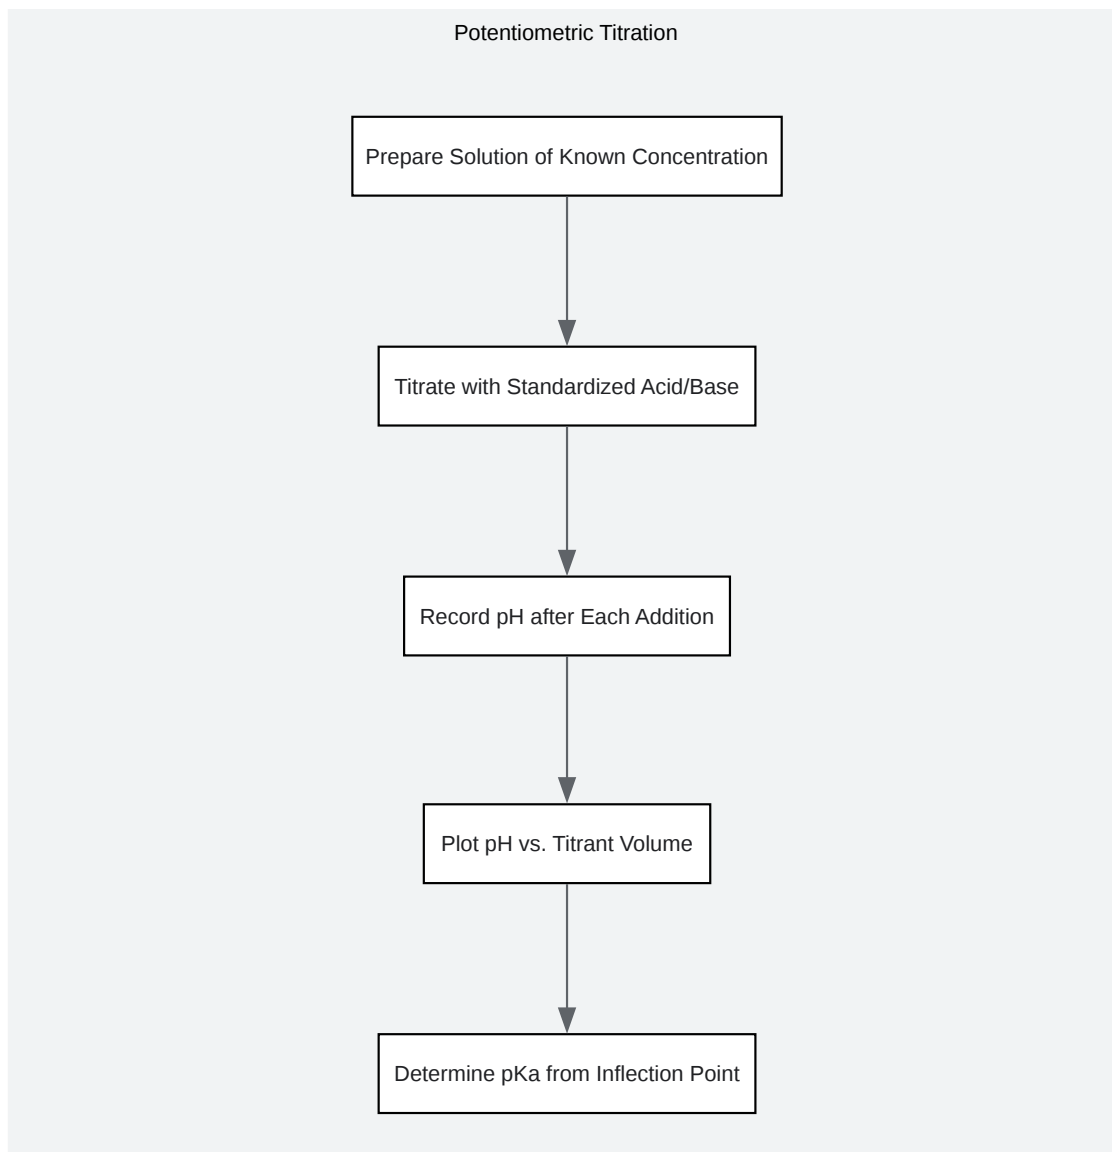 Potentiometric Titration
Prepare Solution of Known Concentration
Titrate with Standardized Acid/Base
Record pH after Each Addition
Plot pH vs. Titrant Volume
Determine pKa from Inflection Point